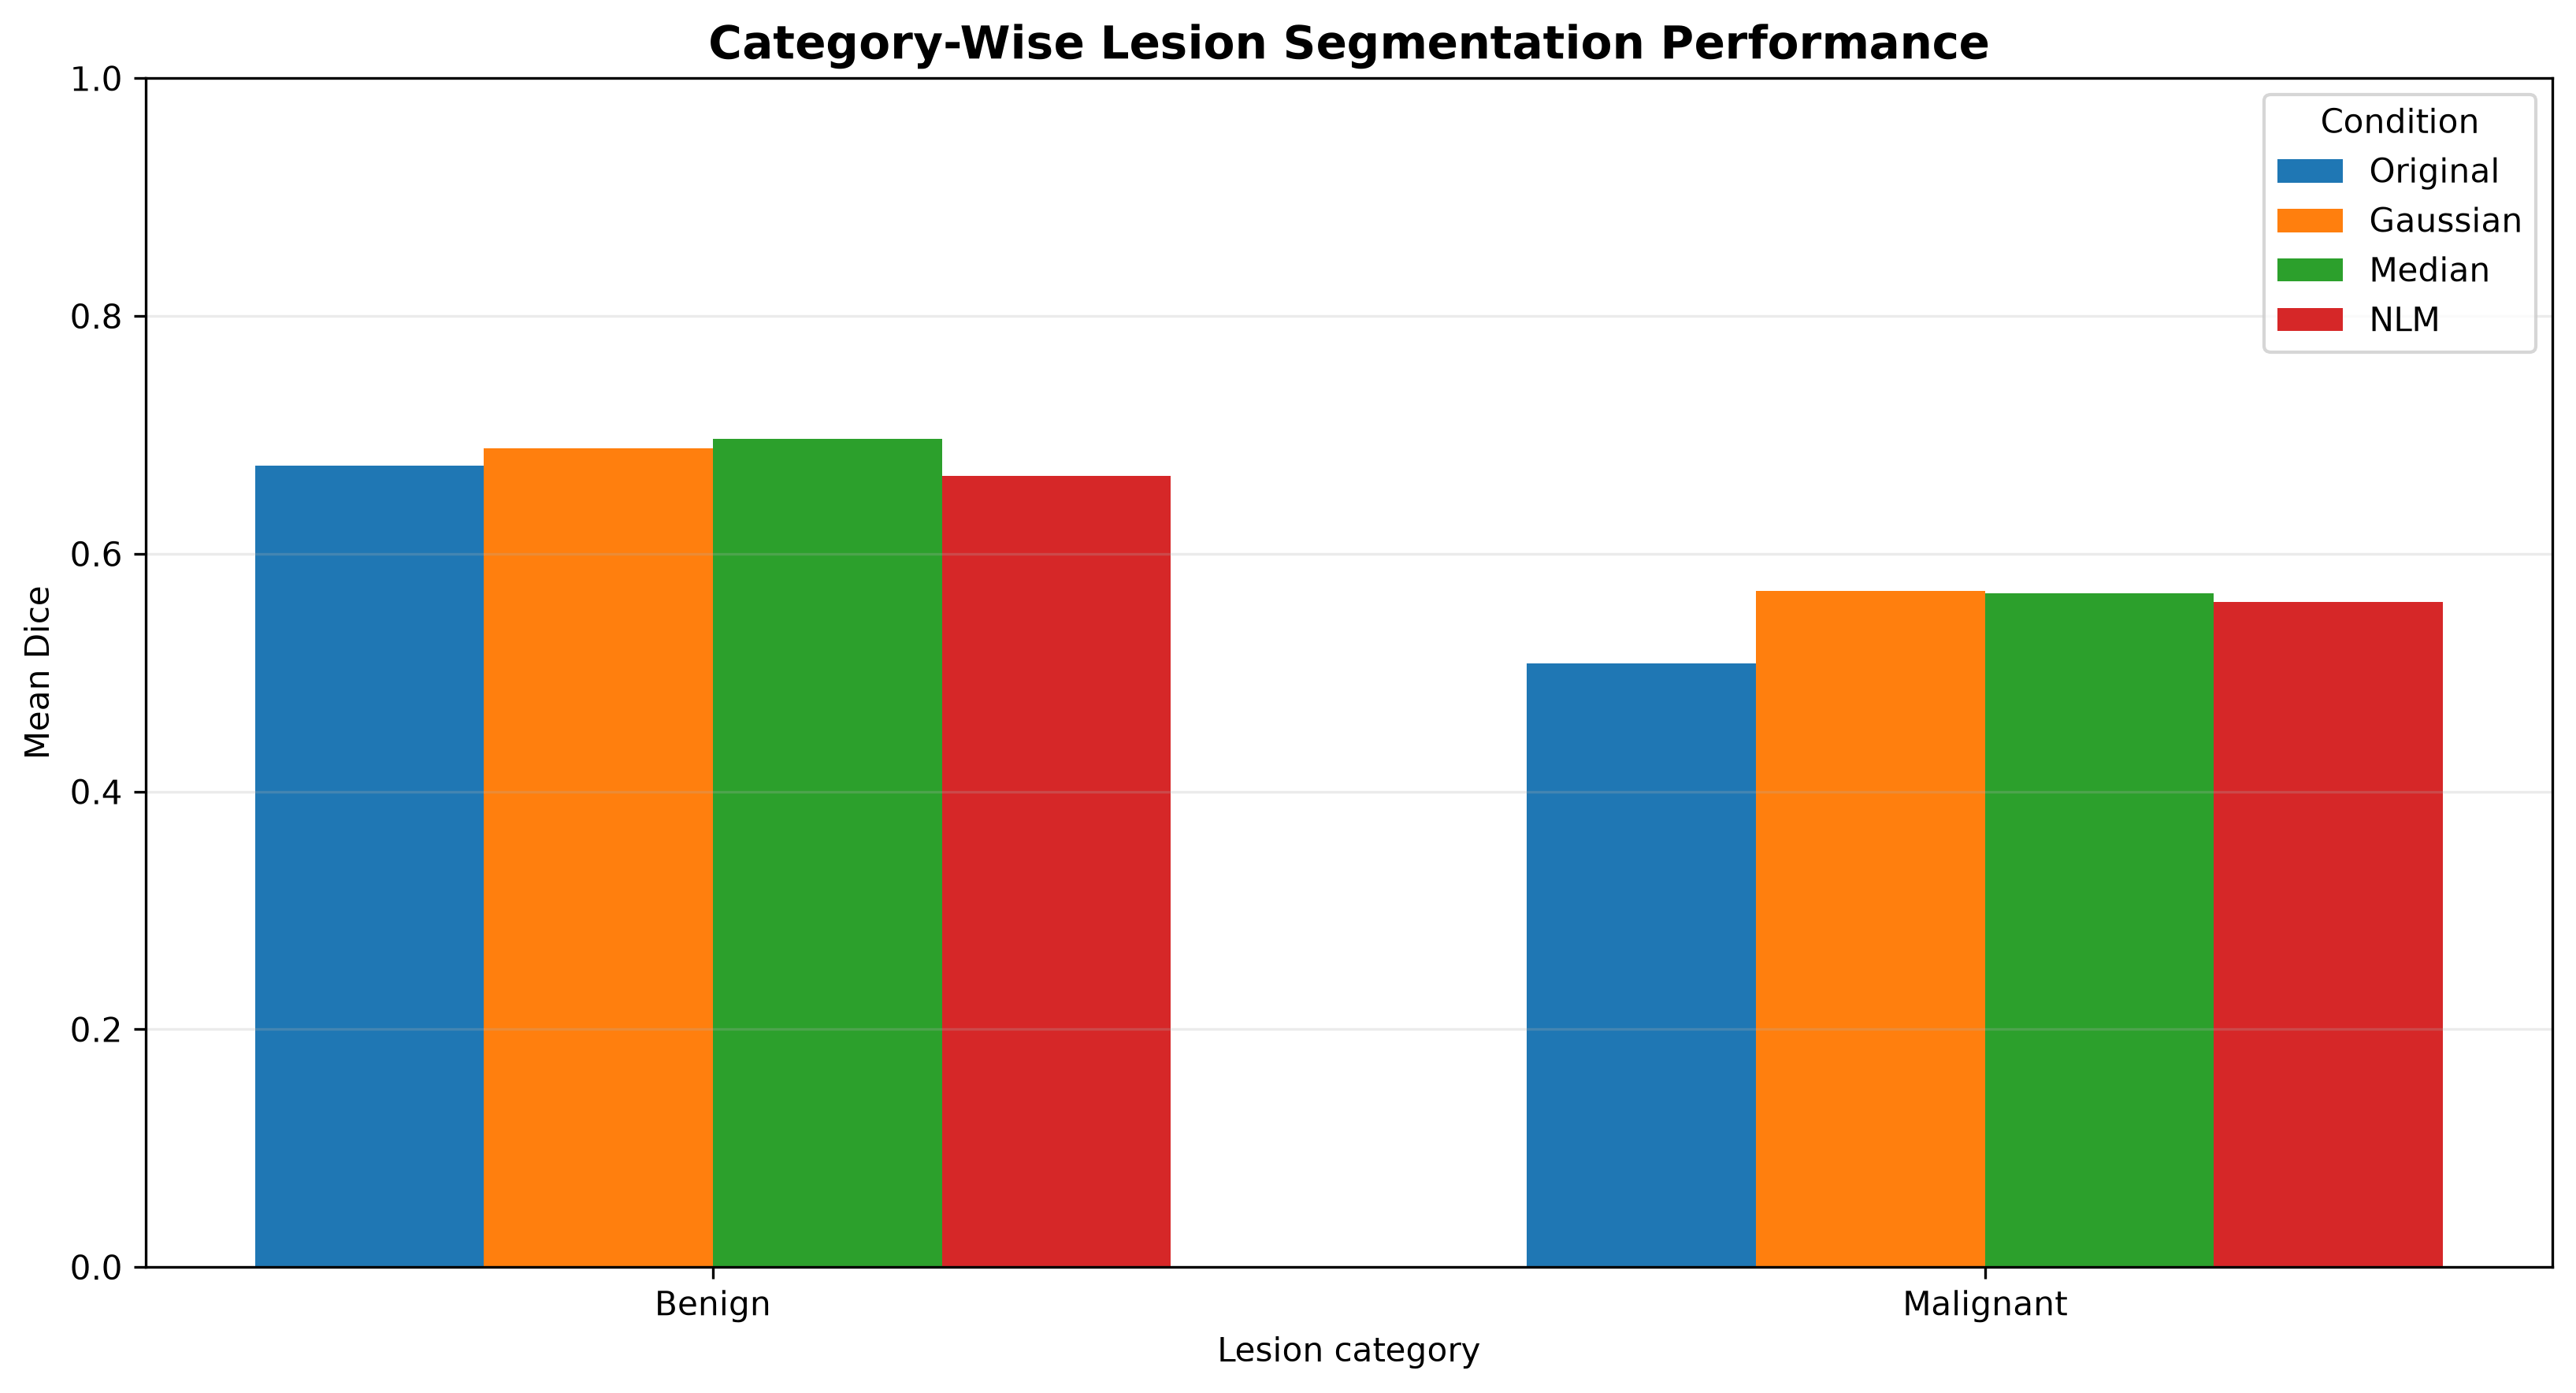 Category-Wise Lesion Segmentation Performance
1.0
0.8
0.6
0.4
0.2
0.0
Mean Dice
Condition
Original
Gaussian
Median
NLM
Benign
Malignant
Lesion category